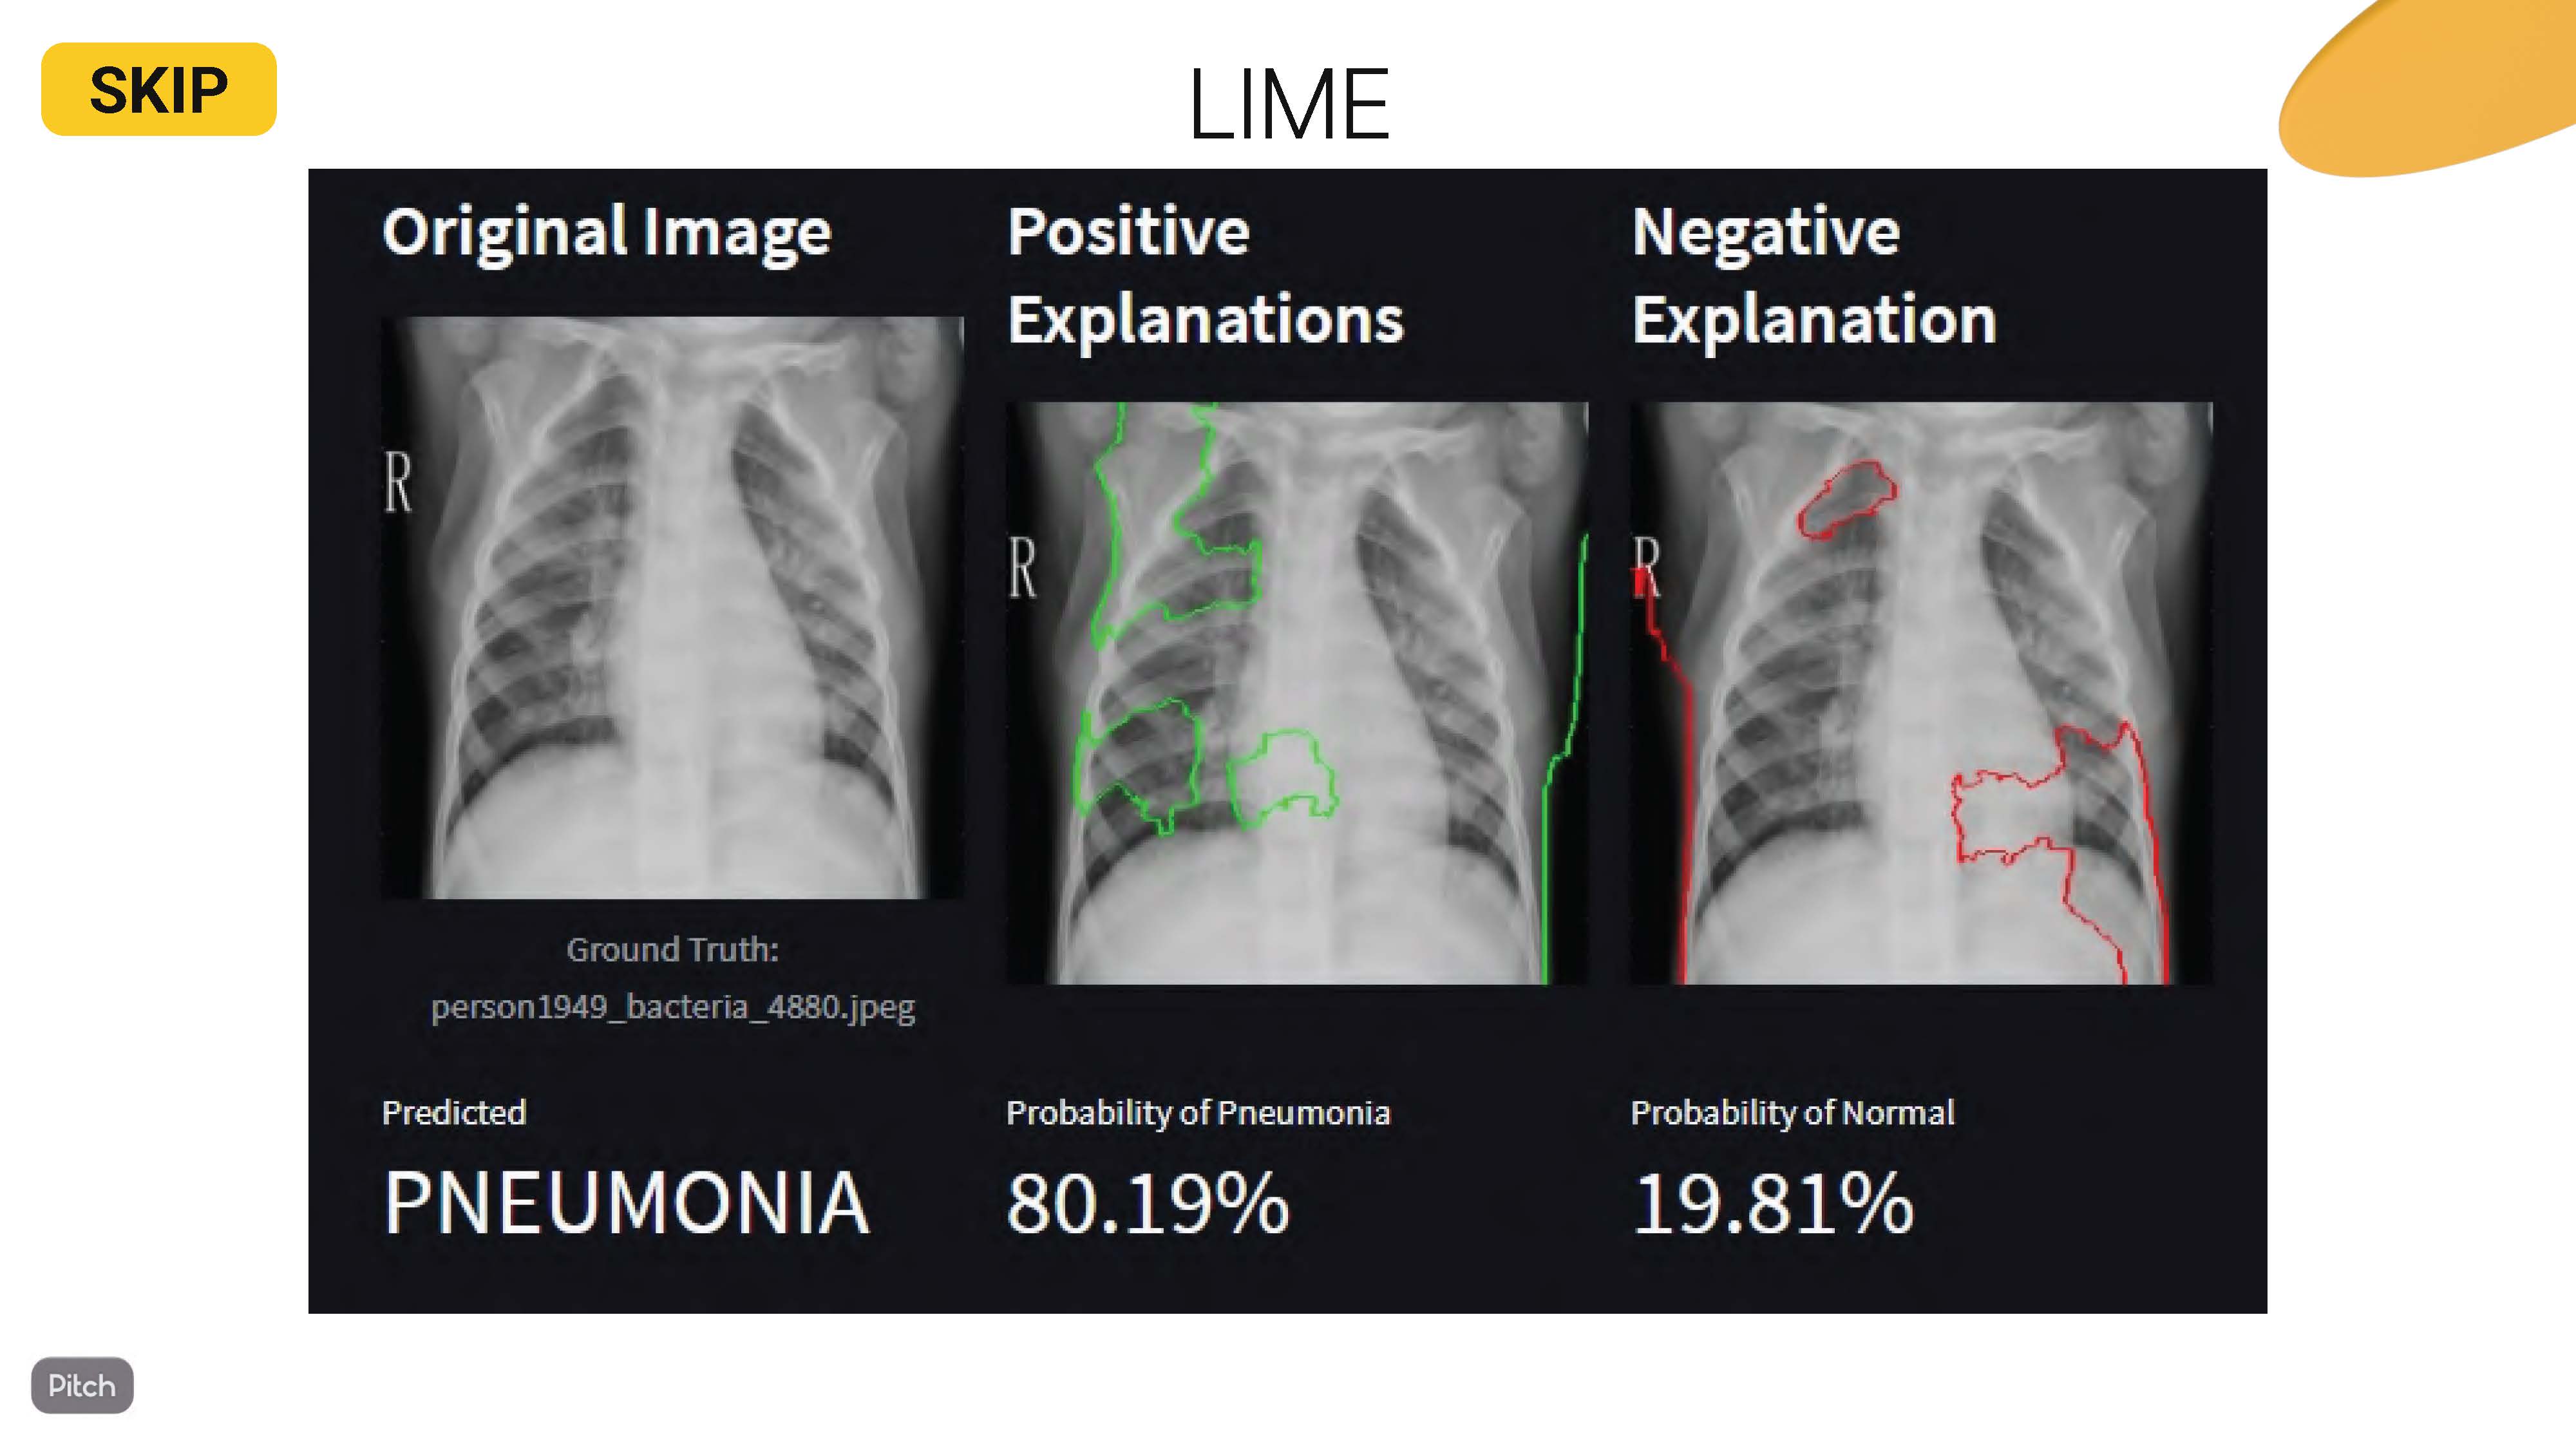 SKIP
LIME
Original Image
Positive
Explanations
Negative
Explanation
R
R
R
Ground Truth:
person1949_bacteria_4880.jpeg
Predicted
PNEUMONIA
Probability of Pneumonia
80.19%
Probability of Normal
19.81%
Pitch